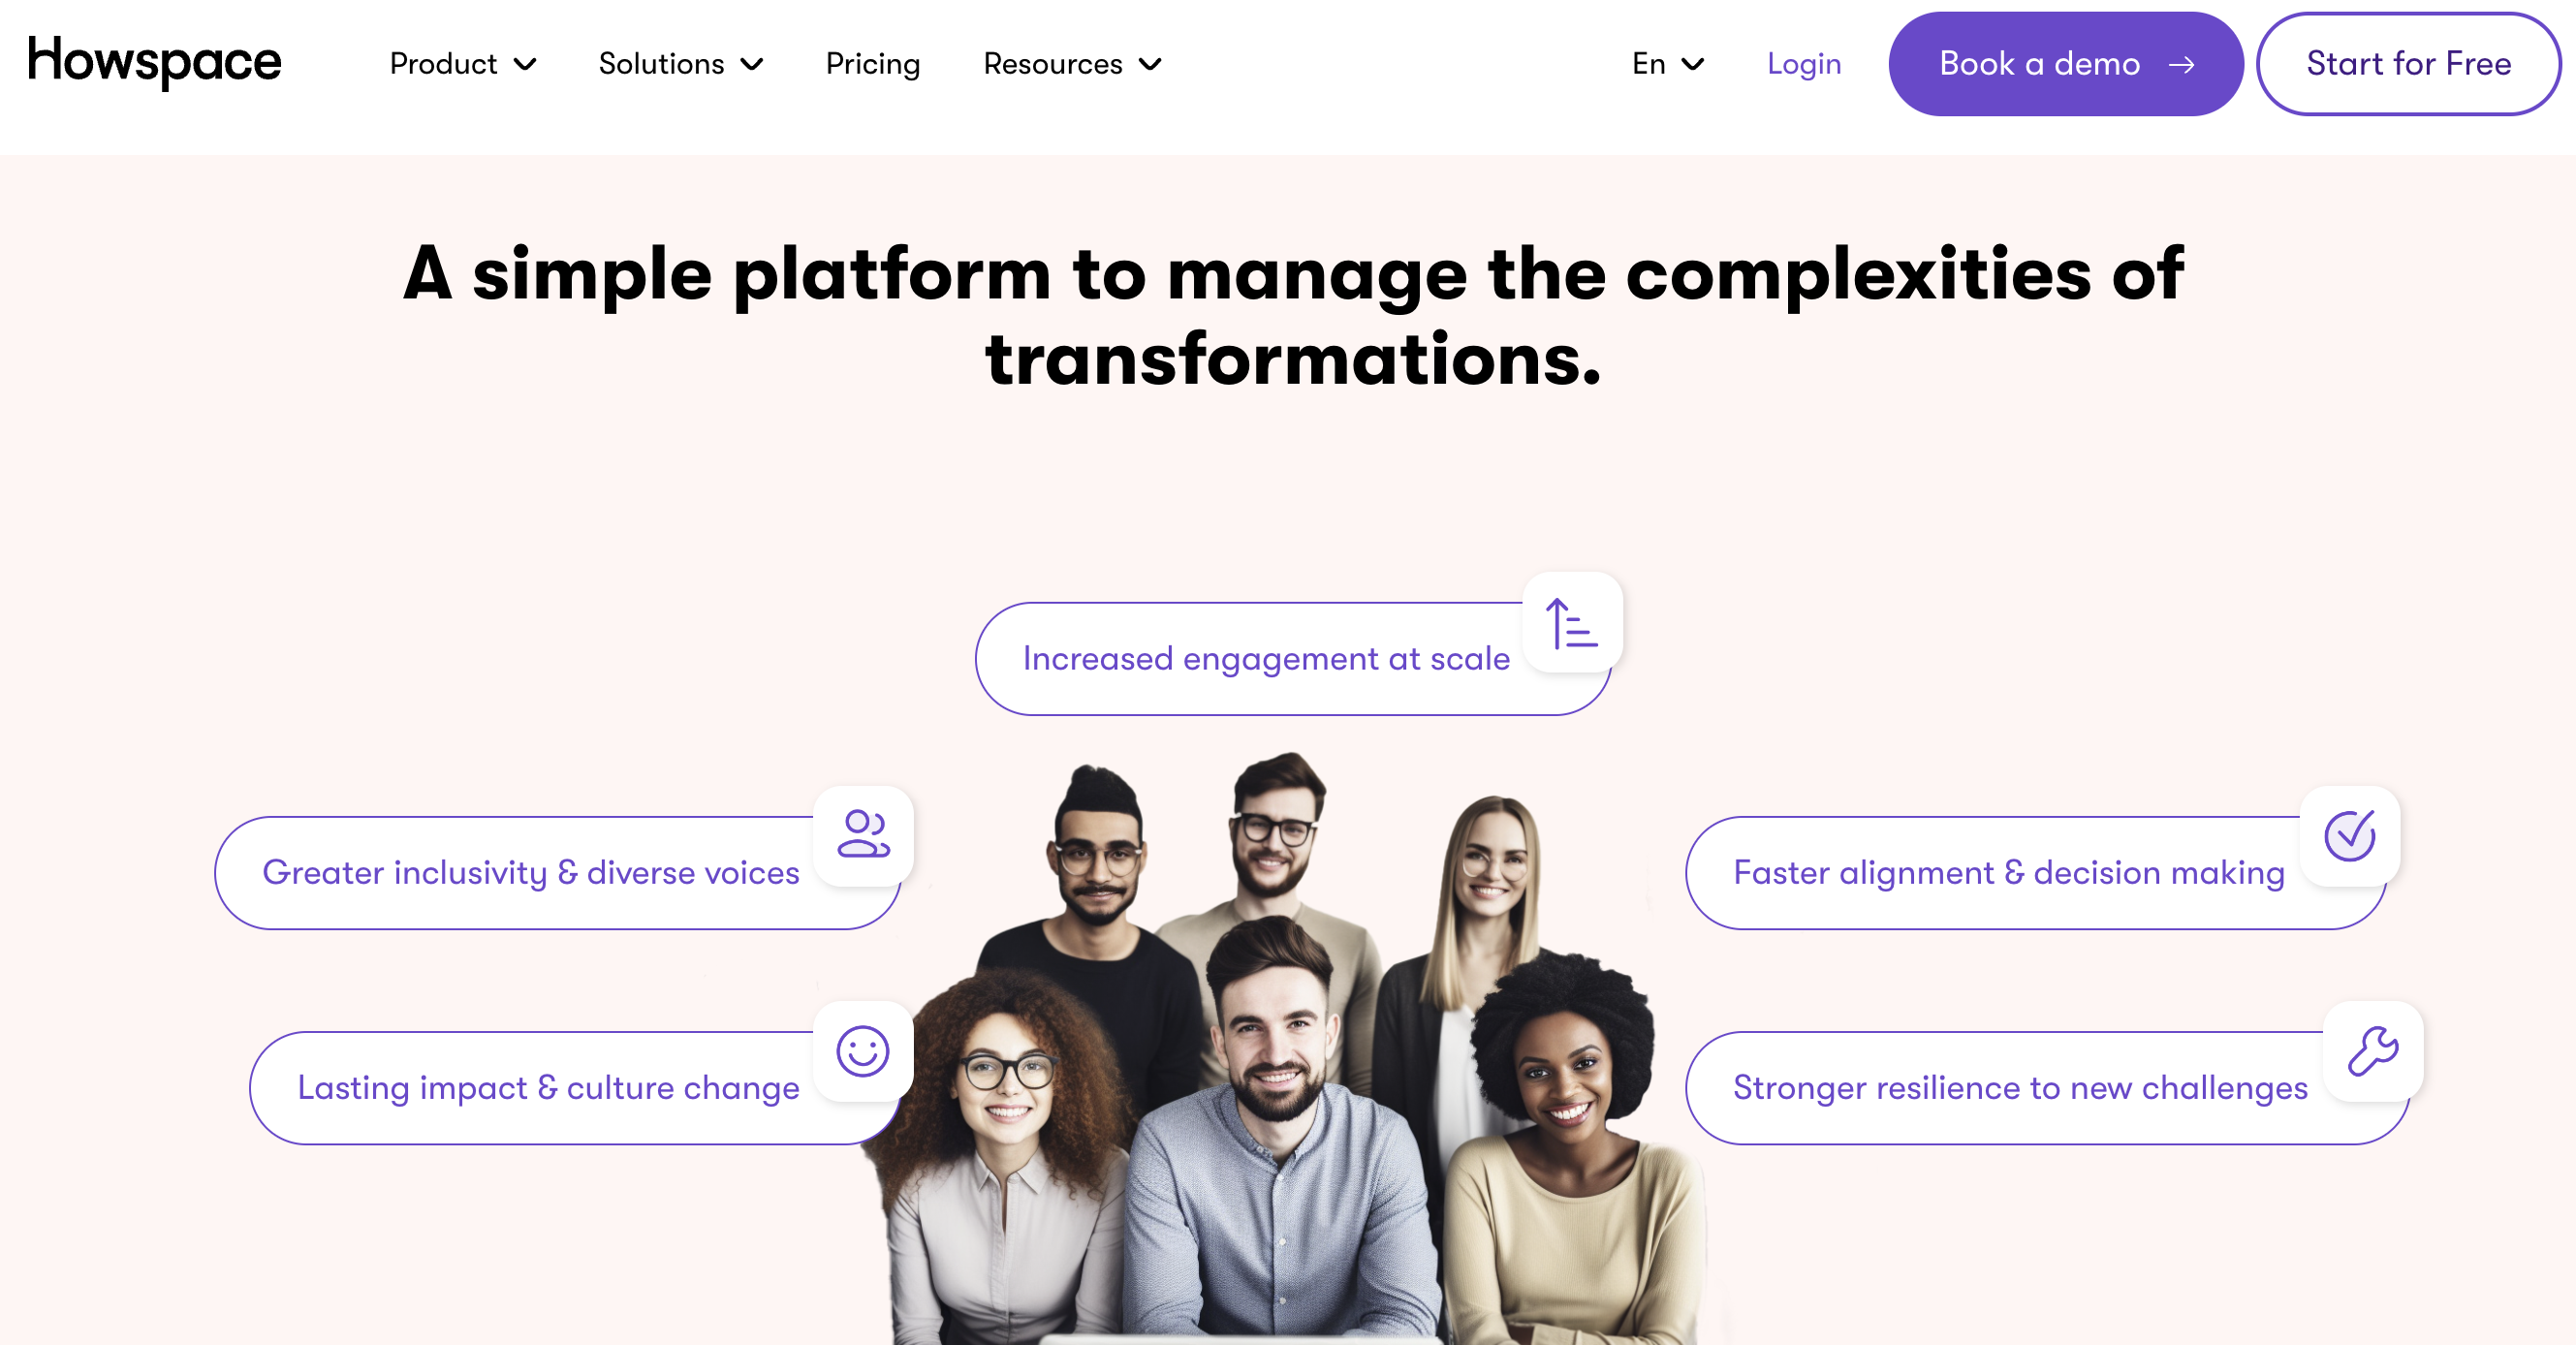 Howspace
Product
Solutions
Pricing
Resources
En
Login
Book a demo →
Start for Free
A simple platform to manage the complexities of
transformations.
Increased engagement at scale
Greater inclusivity & diverse voices
Faster alignment & decision making
Lasting impact & culture change
Stronger resilience to new challenges